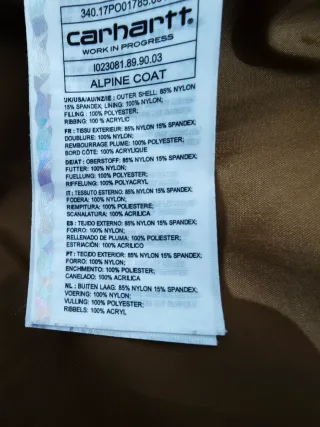 340.17PO01785.00
carhartt.
WORK IN PROGRESS
I023081.89.90.03
ALPINE COAT
UK/USA/AU/NZ/IE : OUTER SHELL: 85% NYLON
15% SPANDEX, LINING: 100% NYLON;
FILLING : 100% POLYESTER;
RIBBING: 100 % ACRYLIC
FR : TISSU EXTERIEUR: 85% NYLON 15% SPANDEX;
DOUBLURE: 100% NYLON;
REMBOURRAGE PLUME: 100% POLYESTER;
BORD CÔTE: 100% ACRYLIQUE
DE/AT : OBERSTOFF: 85% NYLON 15% SPANDEX;
FUTTER: 100% NYLON;
FUELLUNG: 100% POLYESTER;
RIFFELUNG: 100% POLYACRYL
IT : TESSUTO ESTERNO: 85% NYLON 15% SPANDEX;
FODERA: 100% NYLON;
RIEMPITURA: 100% POLIESTERE;
SCANALATURA: 100% ACRILICA
ES : TEJIDO EXTERNO: 85% NYLON 15% SPANDEX;
FORRO: 100% NYLON;
RELLENADO DE PLUMA: 100% POLIESTER;
ESTRIACIÓN: 100% ACRILICO
PT : TECIDO EXTERIOR: 85% NYLON 15% SPANDEX;
FORRO: 100% NYLON;
ENCHIMENTO: 100% POLIESTER;
CANELADO: 100% ACRILICA
NL : BUITEN LAAG: 85% NYLON 15% SPANDEX;
VOERING: 100% NYLON;
VULLING: 100% POLYESTER;
RIBBELS: 100% ACRYL